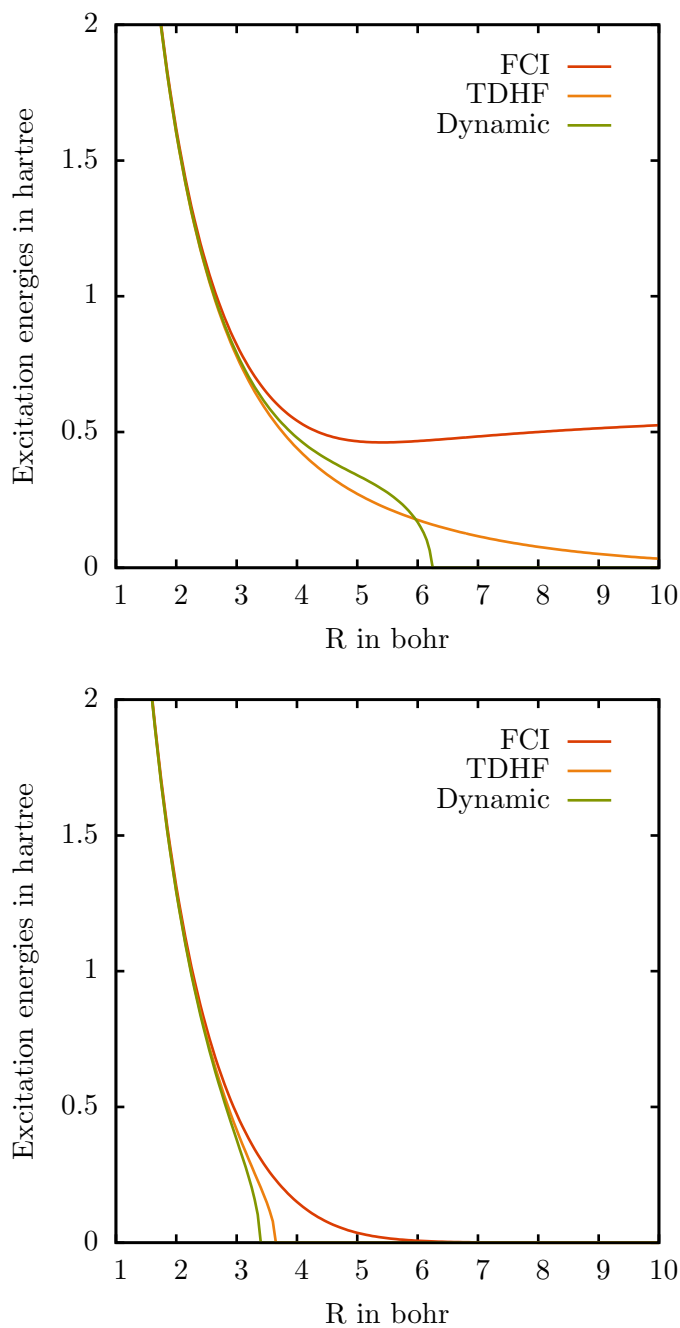 2
1.5
1
0.5
0
Excitation energies in hartree
FCI
TDHF
Dynamic
1 2 3 4 5 6 7 8 9 10
R in bohr
2
1.5
1
0.5
0
Excitation energies in hartree
FCI
TDHF
Dynamic
1 2 3 4 5 6 7 8 9 10
R in bohr